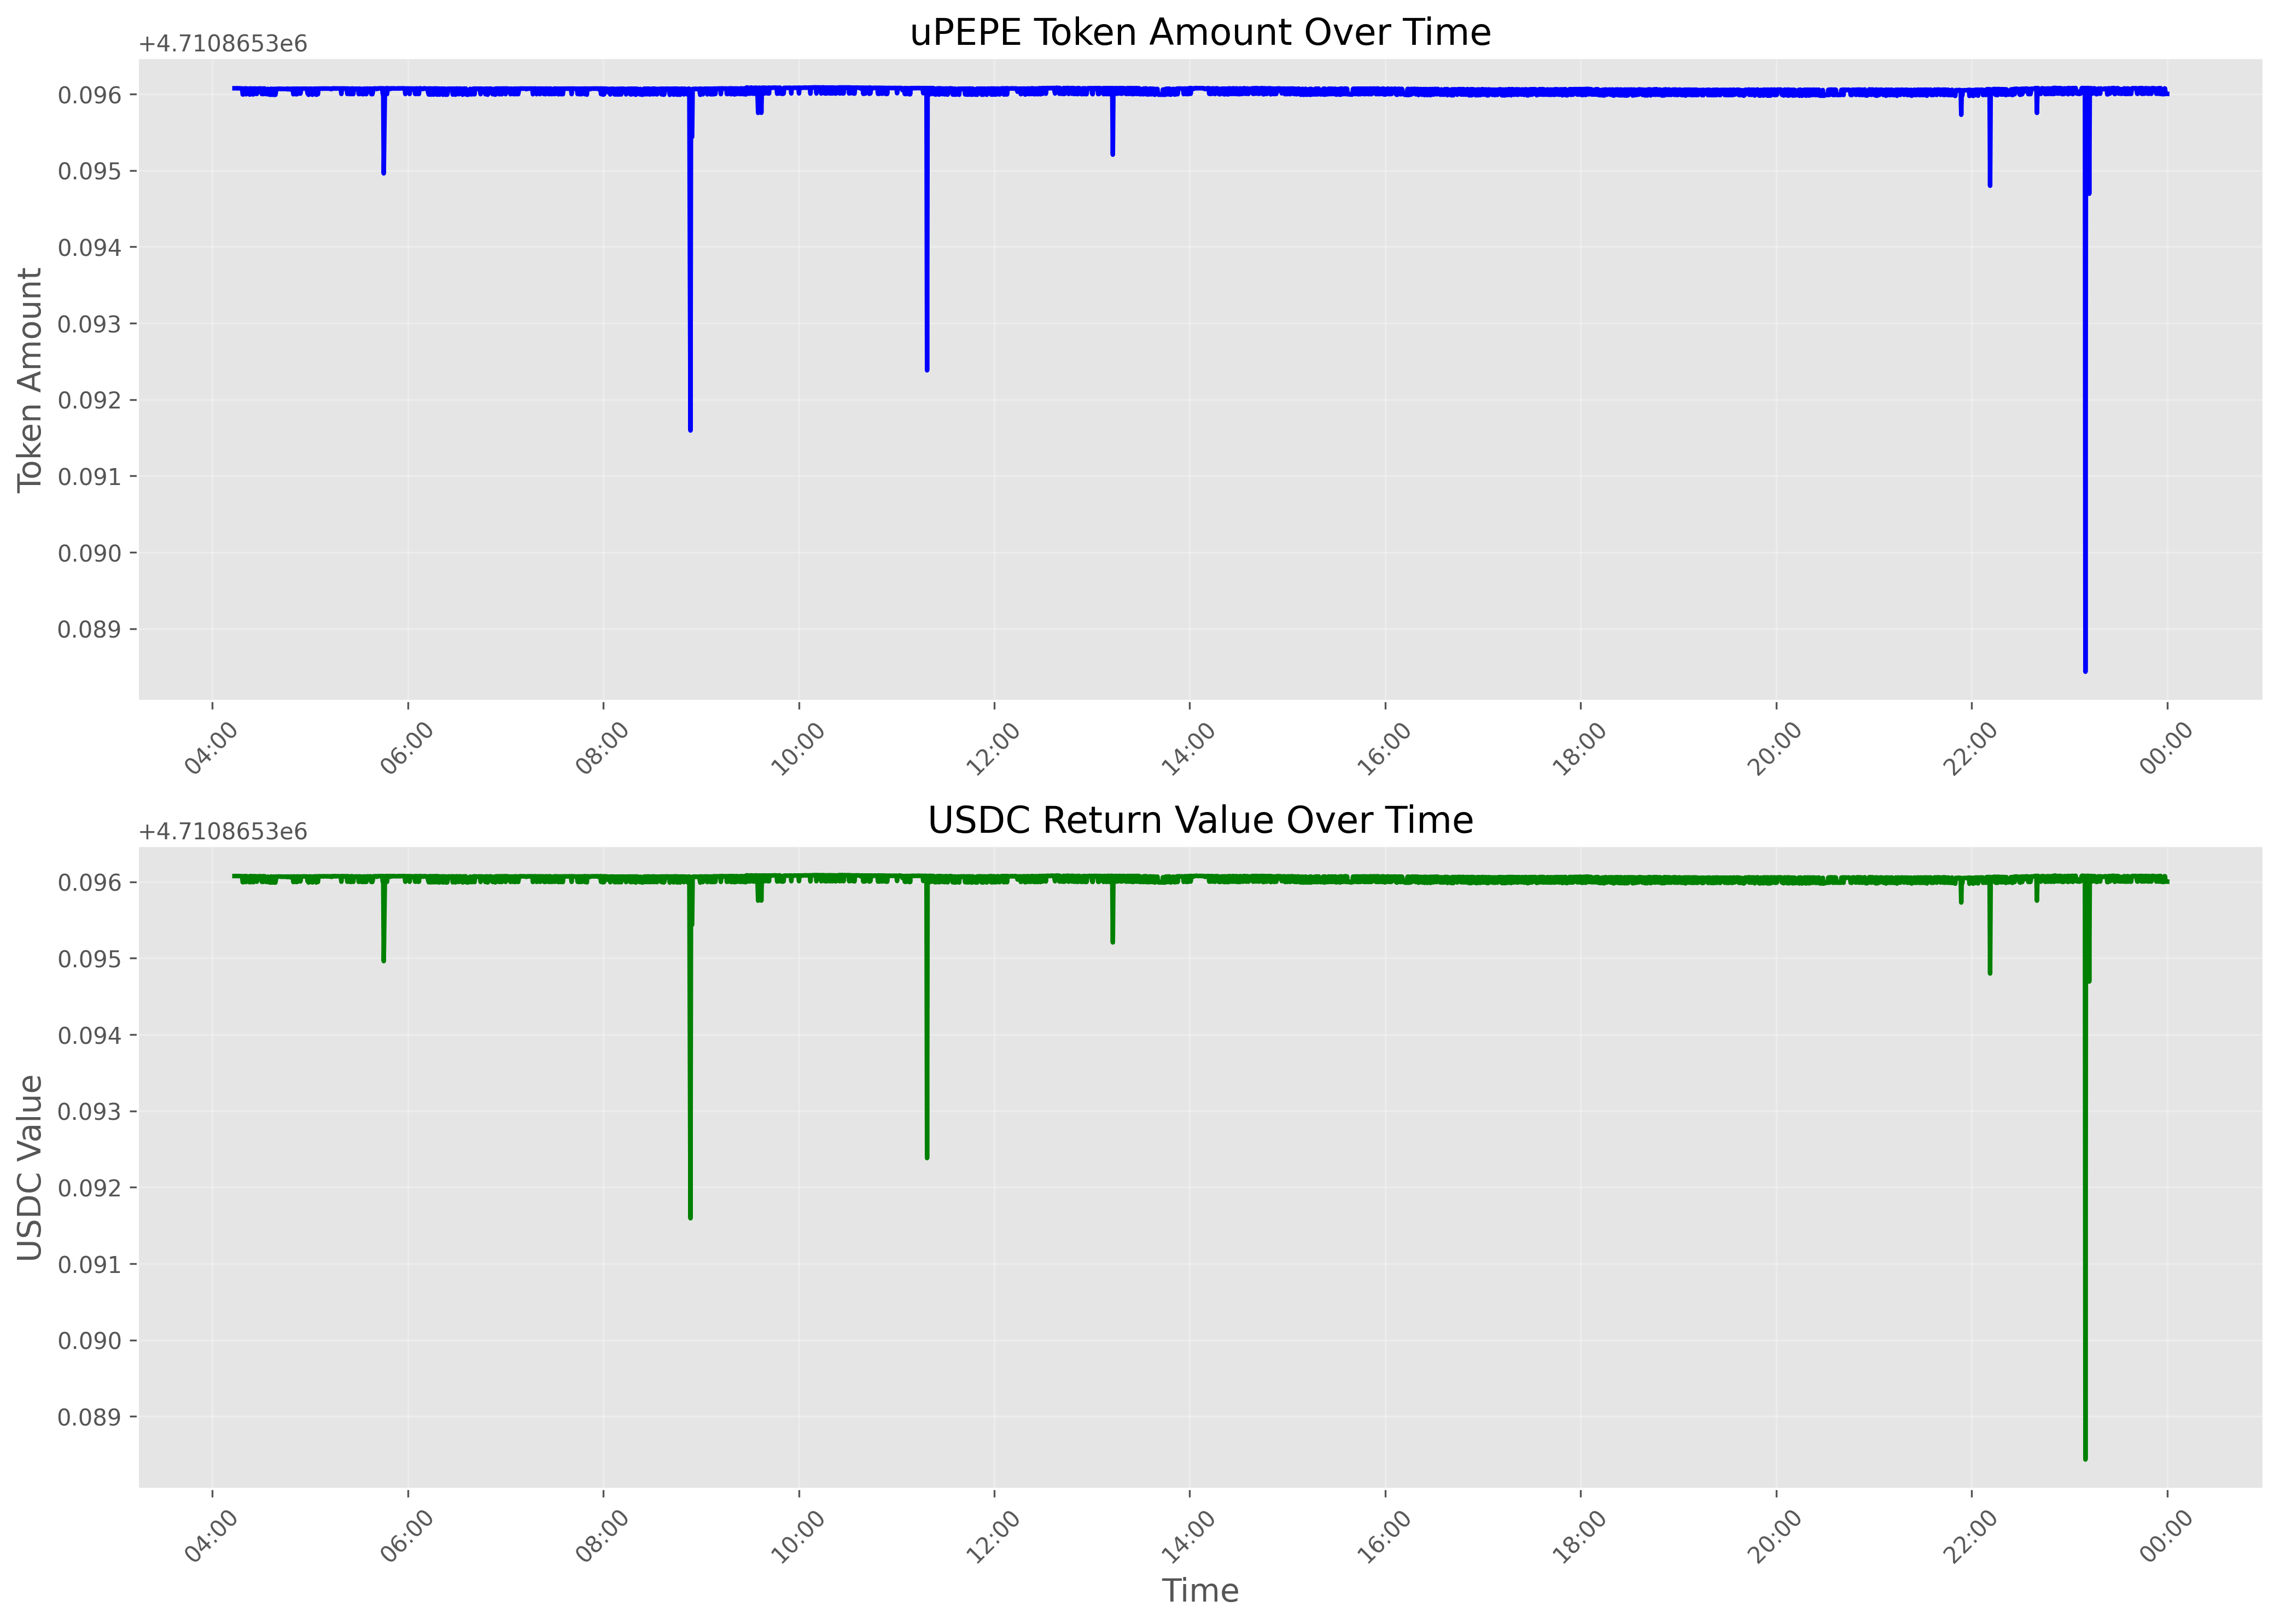 uPEPE Token Amount Over Time
+4.7108653e6
0.096
0.095
0.094
0.093
0.092
0.091
0.090
0.089
Token Amount
04:00 06:00 08:00 10:00 12:00 14:00 16:00 18:00 20:00 22:00 00:00
USDC Return Value Over Time
+4.7108653e6
0.096
0.095
0.094
0.093
0.092
0.091
0.090
0.089
USDC Value
04:00 06:00 08:00 10:00 12:00 14:00 16:00 18:00 20:00 22:00 00:00
Time